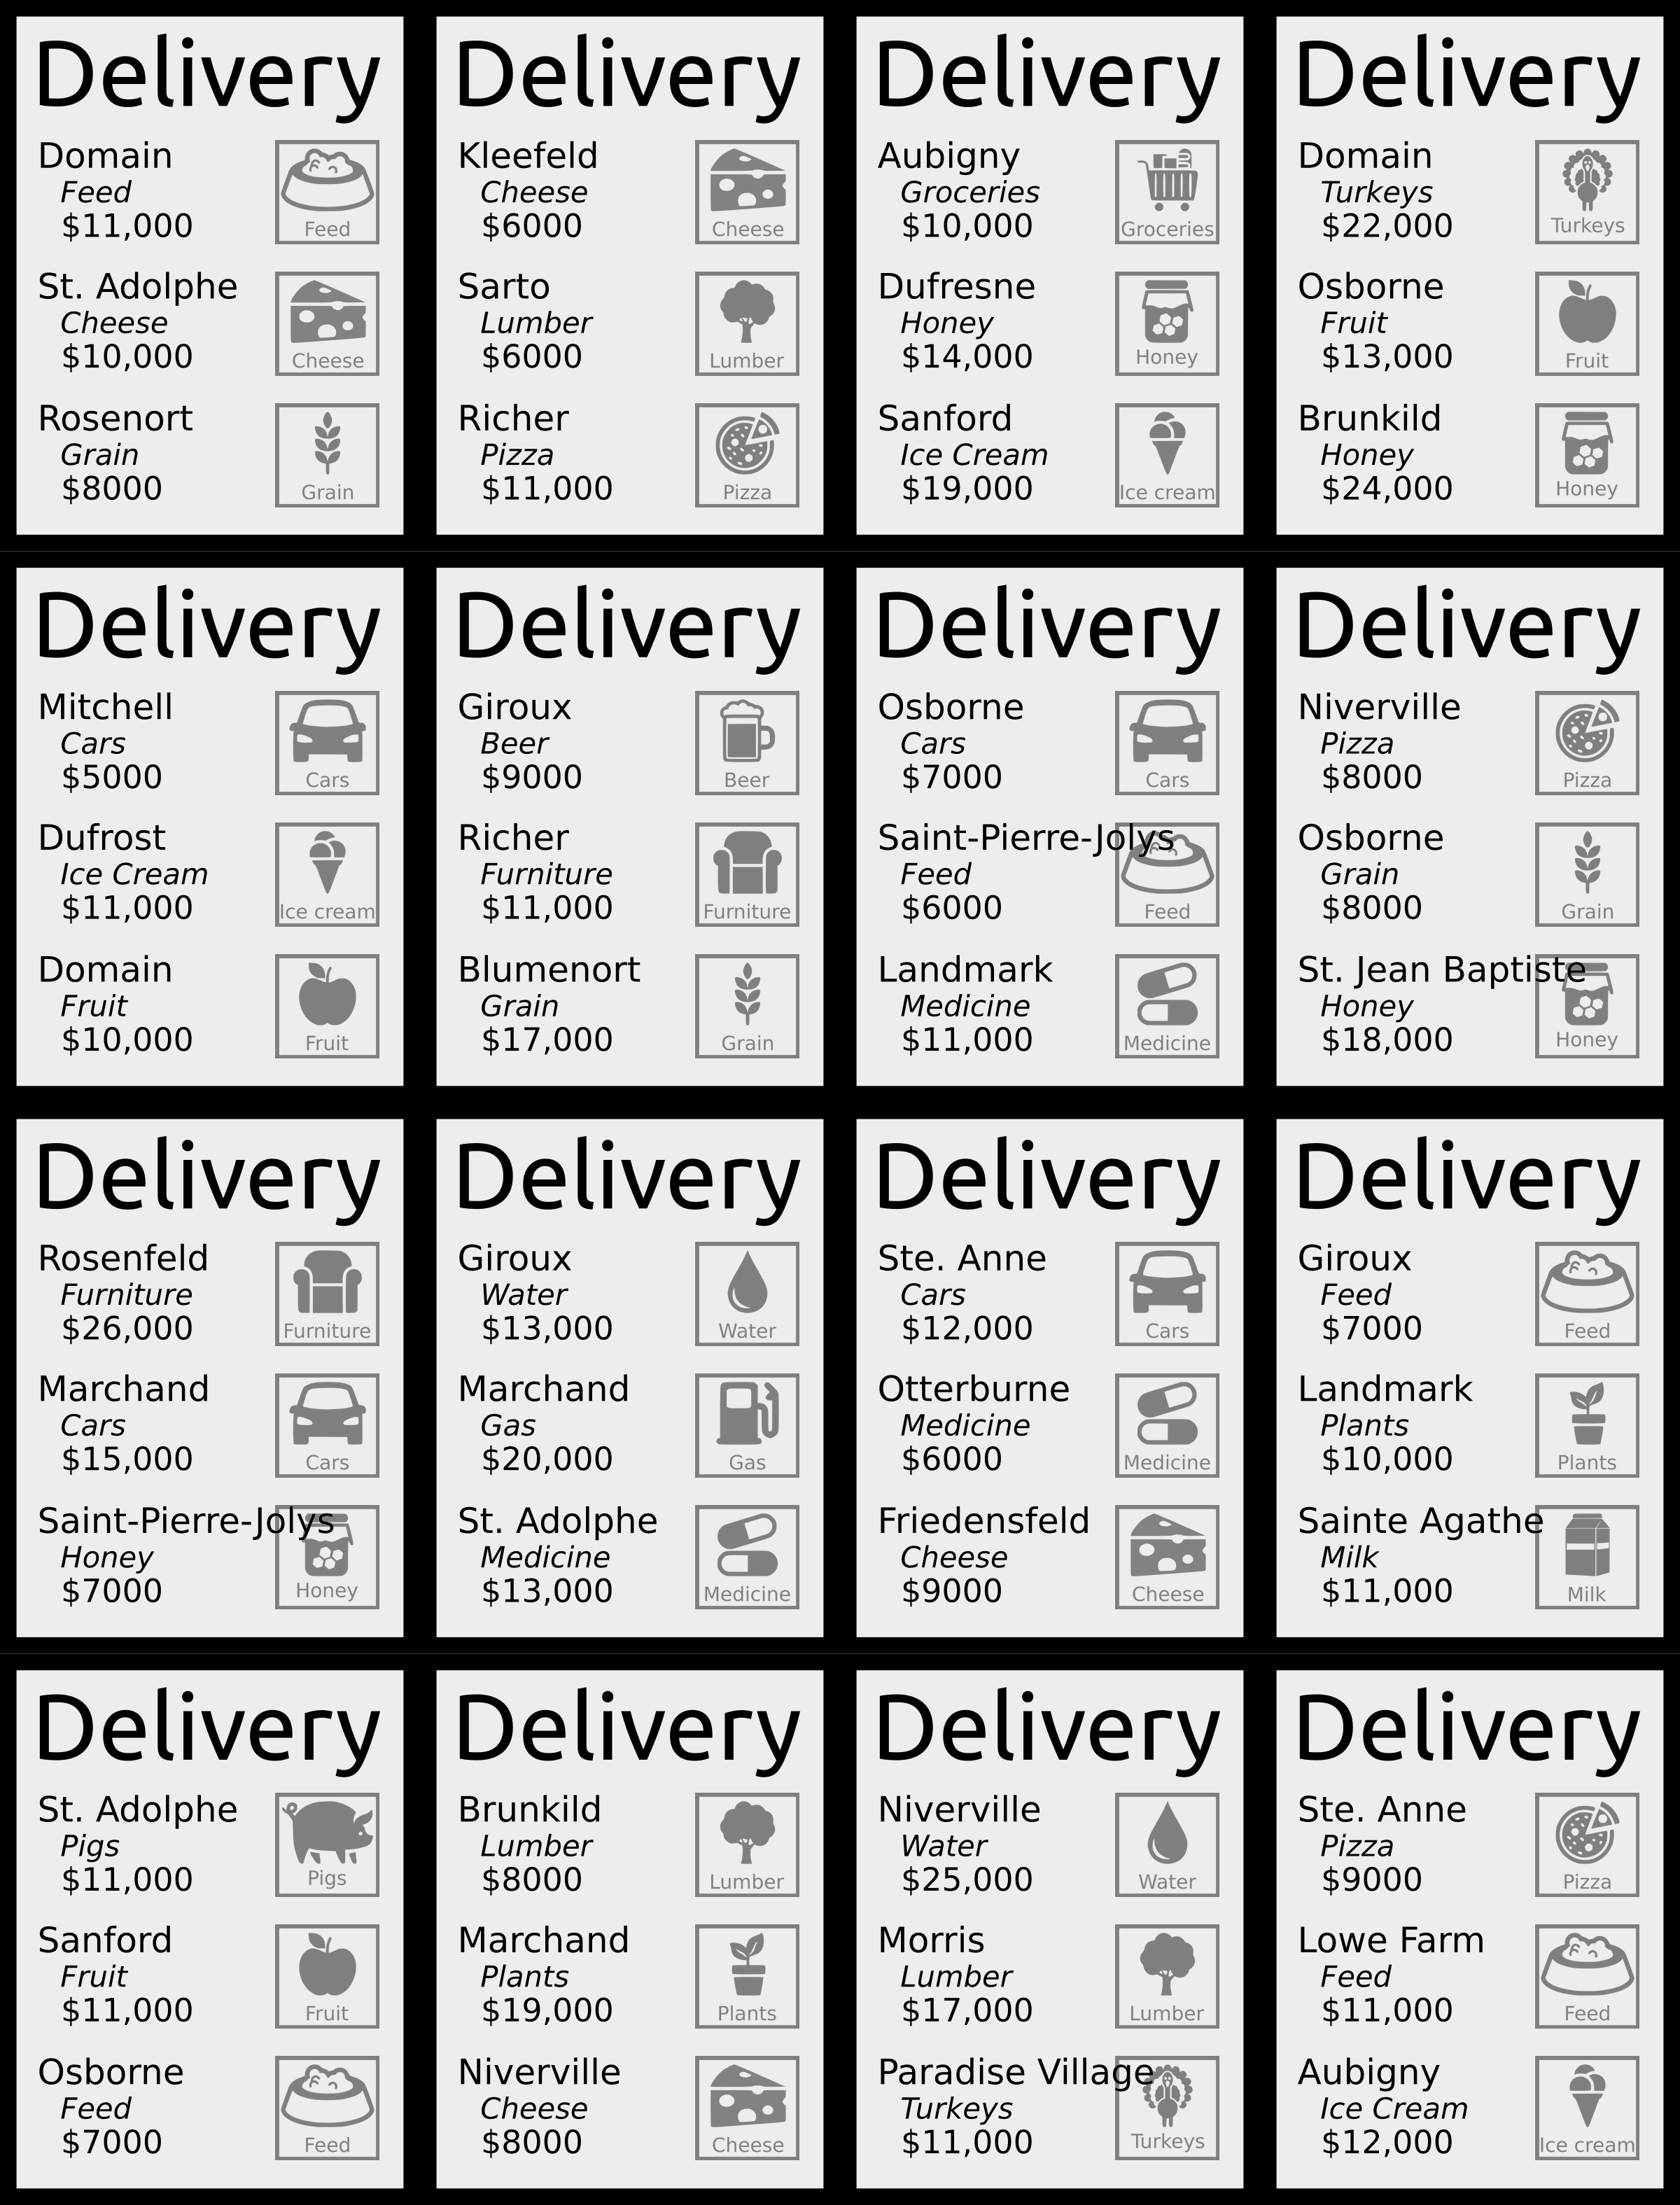 Delivery
Domain
Feed
$11,000
Feed
St. Adolphe
Cheese
$10,000
Cheese
Rosenort
Grain
$8000
Grain
Delivery
Kleefeld
Cheese
$6000
Cheese
Sarto
Lumber
$6000
Lumber
Richer
Pizza
$11,000
Pizza
Delivery
Aubigny
Groceries
$10,000
Groceries
Dufresne
Honey
$14,000
Honey
Sanford
Ice Cream
$19,000
Ice cream
Delivery
Domain
Turkeys
$22,000
Turkeys
Osborne
Fruit
$13,000
Fruit
Brunkild
Honey
$24,000
Honey
Delivery
Mitchell
Cars
$5000
Cars
Dufrost
Ice Cream
$11,000
Ice cream
Domain
Fruit
$10,000
Fruit
Delivery
Giroux
Beer
$9000
Beer
Richer
Furniture
$11,000
Furniture
Blumenort
Grain
$17,000
Grain
Delivery
Osborne
Cars
$7000
Cars
Saint-Pierre-Jolys
Feed
$6000
Feed
Landmark
Medicine
$11,000
Medicine
Delivery
Niverville
Pizza
$8000
Pizza
Osborne
Grain
$8000
Grain
St. Jean Baptiste
Honey
$18,000
Honey
Delivery
Rosenfeld
Furniture
$26,000
Furniture
Marchand
Cars
$15,000
Cars
Saint-Pierre-Jolys
Honey
$7000
Honey
Delivery
Giroux
Water
$13,000
Water
Marchand
Gas
$20,000
Gas
St. Adolphe
Medicine
$13,000
Medicine
Delivery
Ste. Anne
Cars
$12,000
Cars
Otterburne
Medicine
$6000
Medicine
Friedensfeld
Cheese
$9000
Cheese
Delivery
Giroux
Feed
$7000
Feed
Landmark
Plants
$10,000
Plants
Sainte Agathe
Milk
$11,000
Milk
Delivery
St. Adolphe
Pigs
$11,000
Pigs
Sanford
Fruit
$11,000
Fruit
Osborne
Feed
$7000
Feed
Delivery
Brunkild
Lumber
$8000
Lumber
Marchand
Plants
$19,000
Plants
Niverville
Cheese
$8000
Cheese
Delivery
Niverville
Water
$25,000
Water
Morris
Lumber
$17,000
Lumber
Paradise Village
Turkeys
$11,000
Turkeys
Delivery
Ste. Anne
Pizza
$9000
Pizza
Lowe Farm
Feed
$11,000
Feed
Aubigny
Ice Cream
$12,000
Ice cream